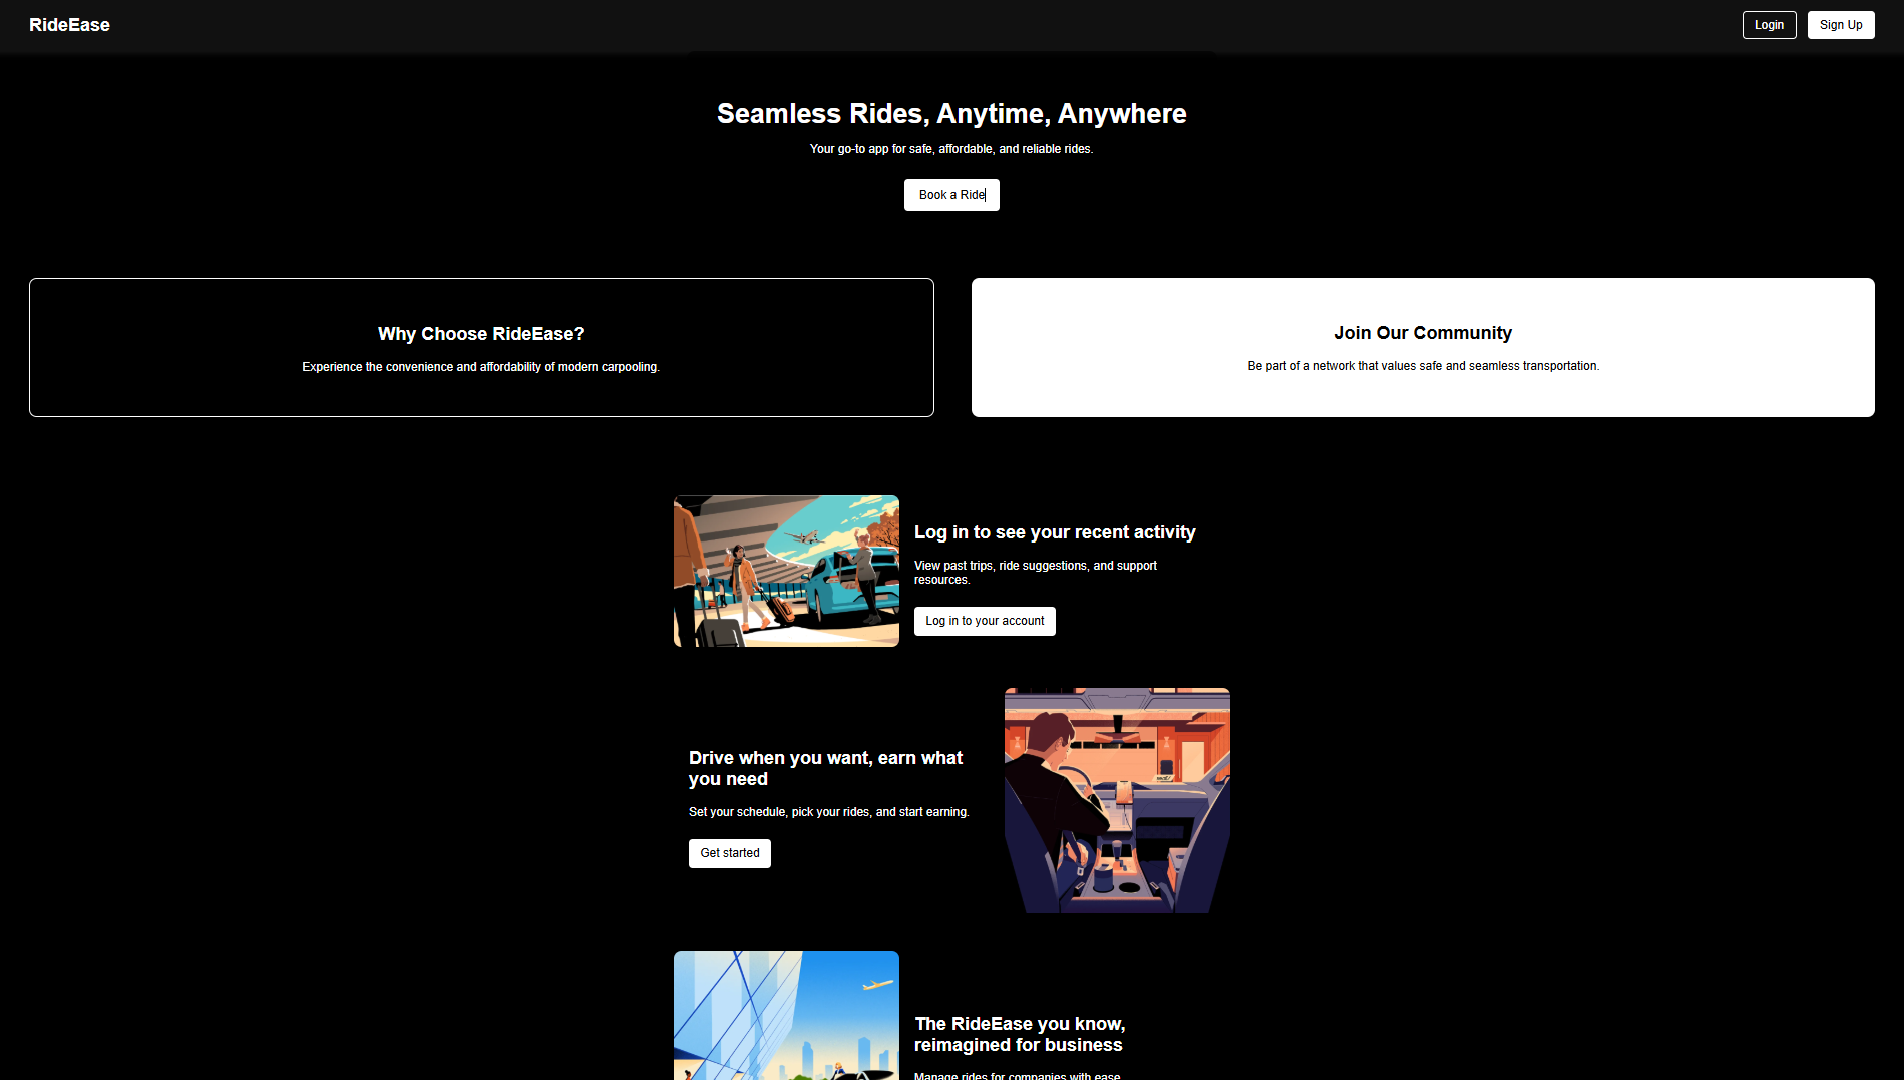 RideEase
Login
Sign Up
Seamless Rides, Anytime, Anywhere
Your go-to app for safe, affordable, and reliable rides.
Book a Ride
Why Choose RideEase?
Experience the convenience and affordability of modern carpooling.
Join Our Community
Be part of a network that values safe and seamless transportation.
Log in to see your recent activity
View past trips, ride suggestions, and support
resources.
Log in to your account
Drive when you want, earn what
you need
Set your schedule, pick your rides, and start earning.
Get started
The RideEase you know,
reimagined for business
Manage rides for companies with ease